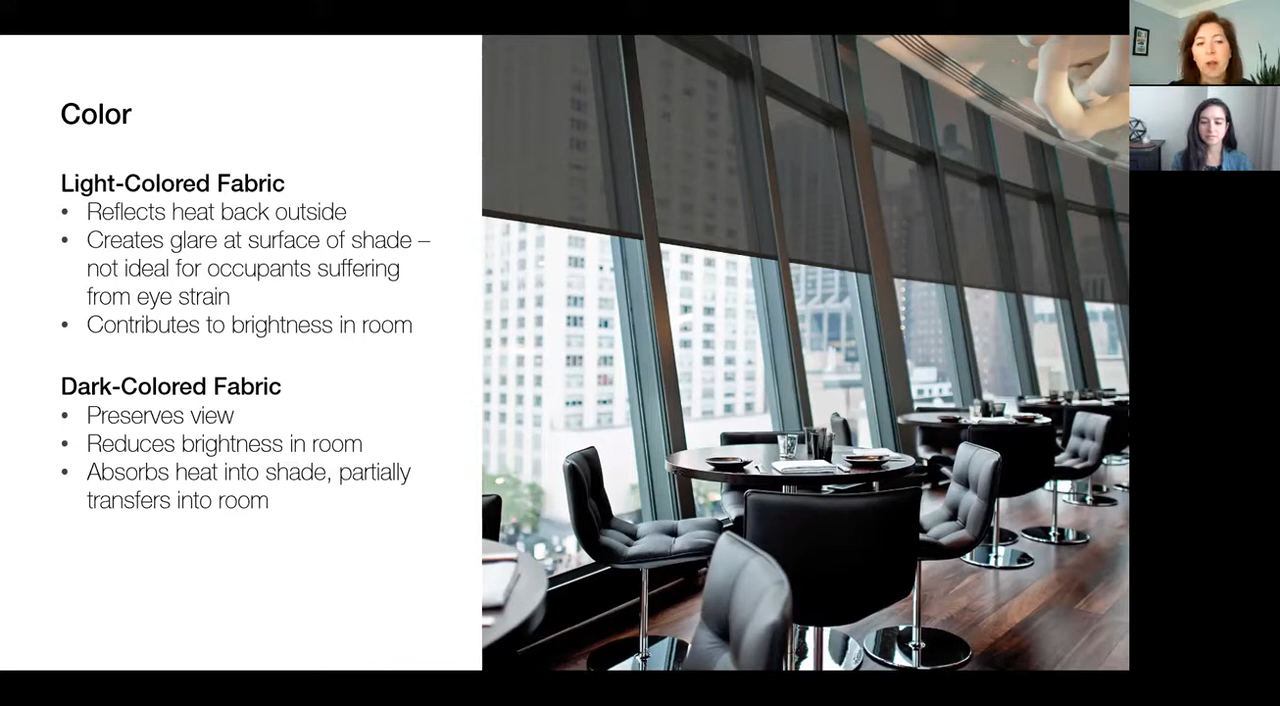 Color
Light-Colored Fabric
• Reflects heat back outside
• Creates glare at surface of shade –
not ideal for occupants suffering
from eye strain
• Contributes to brightness in room
Dark-Colored Fabric
• Preserves view
• Reduces brightness in room
• Absorbs heat into shade, partially
transfers into room